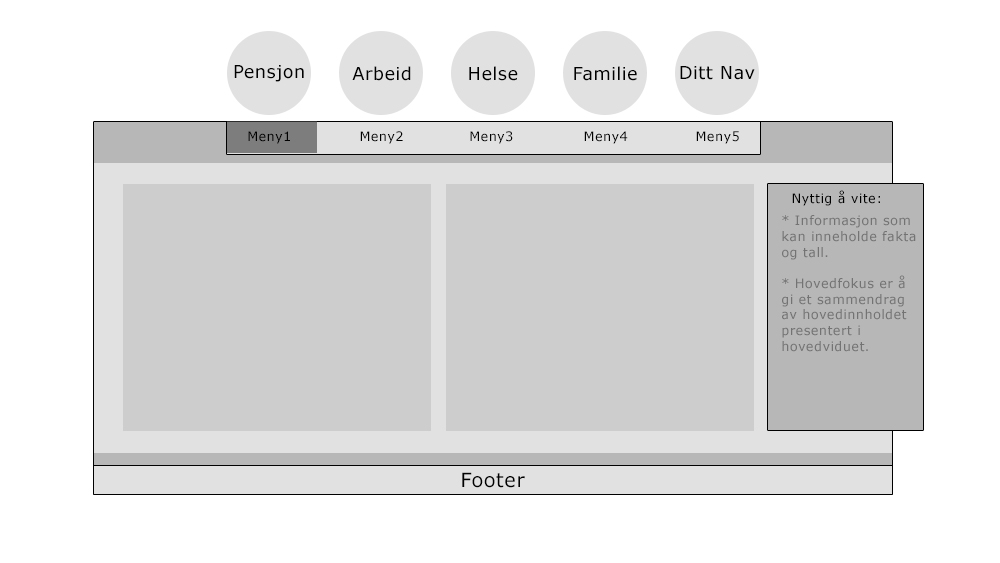 Pensjon
Arbeid
Helse
Familie
Ditt Nav
Meny1
Meny2
Meny3
Meny4
Meny5
Nyttig å vite:
* Informasjon som
kan inneholde fakta
og tall.
* Hovedfokus er å
gi et sammendrag
av hovedinnholdet
presentert i
hovedviduet.
Footer